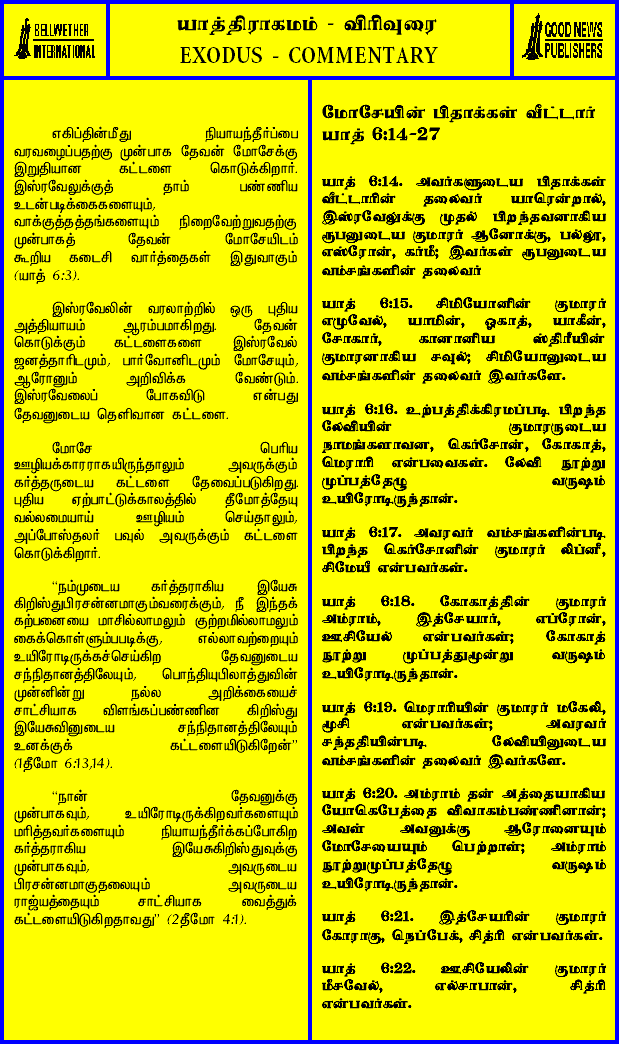 BELLWETHER
INTERNATIONAL
யாத்திராகமம் - விரிவுரை
EXODUS - COMMENTARY
GOOD NEWS
PUBLISHERS
எகிப்தின்மீது நியாயந்தீர்ப்பை
வரவழைப்பதற்கு முன்பாக தேவன் மோசேக்கு
இறுதியான கட்டளை கொடுக்கிறார்.
இஸ்ரவேலுக்குத் தாம் பண்ணிய
உடன்படிக்கைகளையும்,
வாக்குத்தத்தங்களையும் நிறைவேற்றுவதற்கு
முன்பாகத் தேவன் மோசேயிடம்
கூறிய கடைசி வார்த்தைகள் இதுவாகும்
(யாத் 6:3).
இஸ்ரவேலின் வரலாற்றில் ஒரு புதிய
அத்தியாயம் ஆரம்பமாகிறது. தேவன்
கொடுக்கும் கட்டளைகளை இஸ்ரவேல்
ஜனத்தாரிடமும், பார்வோனிடமும் மோசேயும்,
ஆரோனும் அறிவிக்க வேண்டும்.
இஸ்ரவேலைப் போகவிடு என்பது
தேவனுடைய தெளிவான கட்டளை.
மோசே பெரிய
ஊழியக்காரராகயிருந்தாலும் அவருக்கும்
கர்த்தருடைய கட்டளை தேவைப்படுகிறது.
புதிய ஏற்பாட்டுக்காலத்தில் தீமோத்தேயு
வல்லமையாய் ஊழியம் செய்தாலும்,
அப்போஸ்தலர் பவுல் அவருக்கும் கட்டளை
கொடுக்கிறார்.
“நம்முடைய கர்த்தராகிய இயேசு
கிறிஸ்துபிரசன்னமாகும்வரைக்கும், நீ இந்தக்
கற்பனையை மாசில்லாமலும் குற்றமில்லாமலும்
கைக்கொள்ளும்படிக்கு, எல்லாவற்றையும்
உயிரோடிருக்கச்செய்கிற தேவனுடைய
சந்நிதானத்திலேயும், பொந்தியுபிலாத்துவின்
முன்னின்று நல்ல அறிக்கையைச்
சாட்சியாக விளங்கப்பண்ணின கிறிஸ்து
இயேசுவினுடைய சந்நிதானத்திலேயும்
உனக்குக் கட்டளையிடுகிறேன்”
(1தீமோ 6:13,14).
“நான் தேவனுக்கு
முன்பாகவும், உயிரோடிருக்கிறவர்களையும்
மரித்தவர்களையும் நியாயந்தீர்க்கப்போகிற
கர்த்தராகிய இயேசுகிறிஸ்துவுக்கு
முன்பாகவும், அவருடைய
பிரசன்னமாகுதலையும் அவருடைய
ராஜ்யத்தையும் சாட்சியாக வைத்துக்
கட்டளையிடுகிறதாவது” (2தீமோ 4:1).
மோசேயின் பிதாக்கள் வீட்டார்
யாத் 6:14-27
யாத் 6:14. அவர்களுடைய பிதாக்கள்
வீட்டாரின் தலைவர் யாரென்றால்,
இஸ்ரவேலுக்கு முதல் பிறந்தவனாகிய
ரூபனுடைய குமாரர் ஆனோக்கு, பல்லூ,
எஸ்ரோன், கர்மீ; இவர்கள் ரூபனுடைய
வம்சங்களின் தலைவர்
யாத் 6:15. சிமியோனின் குமாரர்
எமுவேல், யாமின், ஓகாத், யாகீன்,
சோகார், கானானிய ஸ்திரீயின்
குமாரனாகிய சவுல்; சிமியோனுடைய
வம்சங்களின் தலைவர் இவர்களே.
யாத் 6:16. உற்பத்திக்கிரமப்படி பிறந்த
லேவியின் குமாரருடைய
நாமங்களாவன, கெர்சோன், கோகாத்,
மெராரி என்பவைகள். லேவி நூற்று
முப்பத்தேழு வருஷம்
உயிரோடிருந்தான்.
யாத் 6:17. அவரவர் வம்சங்களின்படி
பிறந்த கெர்சோனின் குமாரர் லிப்னீ,
சிமேயீ என்பவர்கள்.
யாத் 6:18. கோகாத்தின் குமாரர்
அம்ராம், இத்சேயார், எப்ரோன்,
ஊசியேல் என்பவர்கள்; கோகாத்
நூற்று முப்பத்துமூன்று வருஷம்
உயிரோடிருந்தான்.
யாத் 6:19. மெராரியின் குமாரர் மகேலி,
மூசி என்பவர்கள்; அவரவர்
சந்ததியின்படி லேவியினுடைய
வம்சங்களின் தலைவர் இவர்களே.
யாத் 6:20. அம்ராம் தன் அத்தையாகிய
யோகெபேத்தை விவாகம்பண்ணினான்;
அவள் அவனுக்கு ஆரோனையும்
மோசேயையும் பெற்றாள்; அம்ராம்
நூற்றுமுப்பத்தேழு வருஷம்
உயிரோடிருந்தான்.
யாத் 6:21. இத்சேயரின் குமாரர்
கோராகு, நெப்பேக், சித்ரி என்பவர்கள்.
யாத் 6:22. ஊசியேலின் குமாரர்
மீசவேல், எல்சாபான், சித்ரி
என்பவர்கள்.